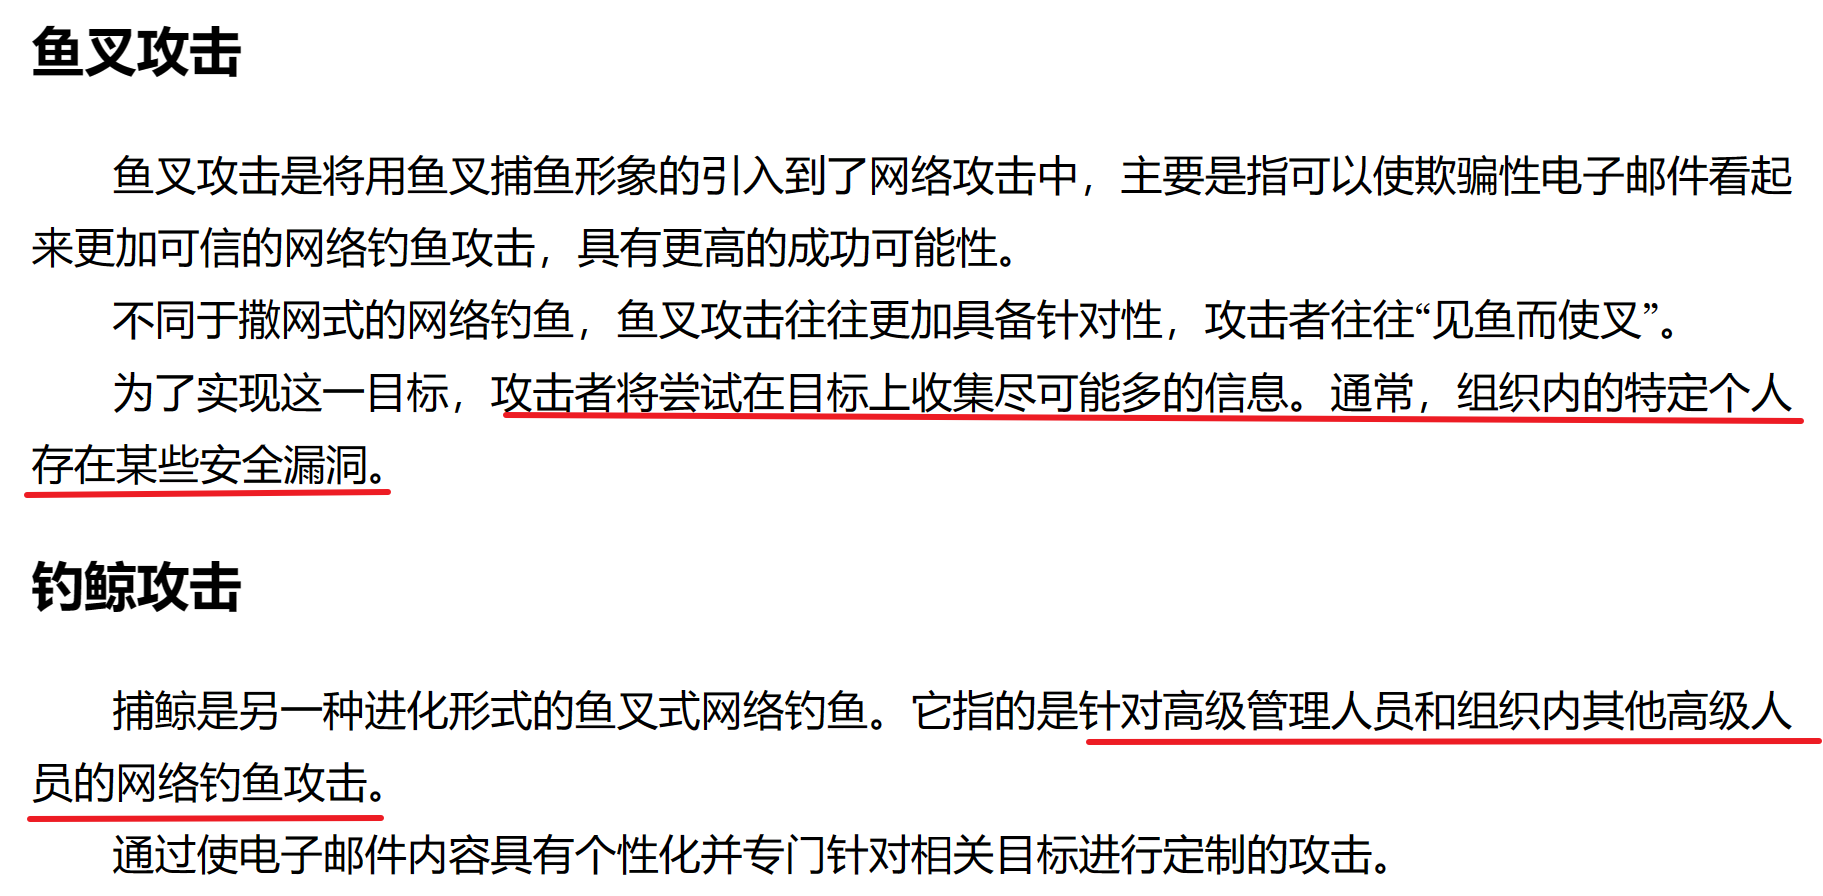 鱼叉攻击
鱼叉攻击是将用鱼叉捕鱼形象的引入到了网络攻击中，主要是指可以使欺骗性电子邮件看起
来更加可信的网络钓鱼攻击，具有更高的成功可能性。
不同于撒网式的网络钓鱼，鱼叉攻击往往更加具备针对性，攻击者往往“见鱼而使叉”。
为了实现这一目标，攻击者将尝试在目标上收集尽可能多的信息。通常，组织内的特定个人
存在某些安全漏洞。
钓鲸攻击
捕鲸是另一种进化形式的鱼叉式网络钓鱼。它指的是针对高级管理人员和组织内其他高级人
员的网络钓鱼攻击。
通过使电子邮件内容具有个性化并专门针对相关目标进行定制的攻击。